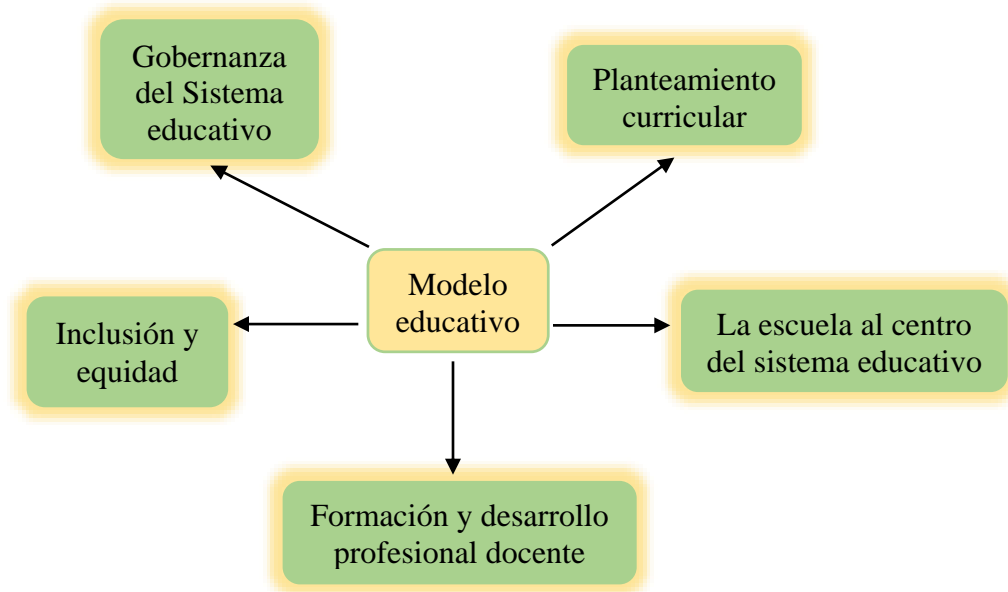 Gobernanza
del Sistema
educativo
Planteamiento
curricular
Modelo
educativo
Inclusión y
equidad
La escuela al centro
del sistema educativo
Formación y desarrollo
profesional docente